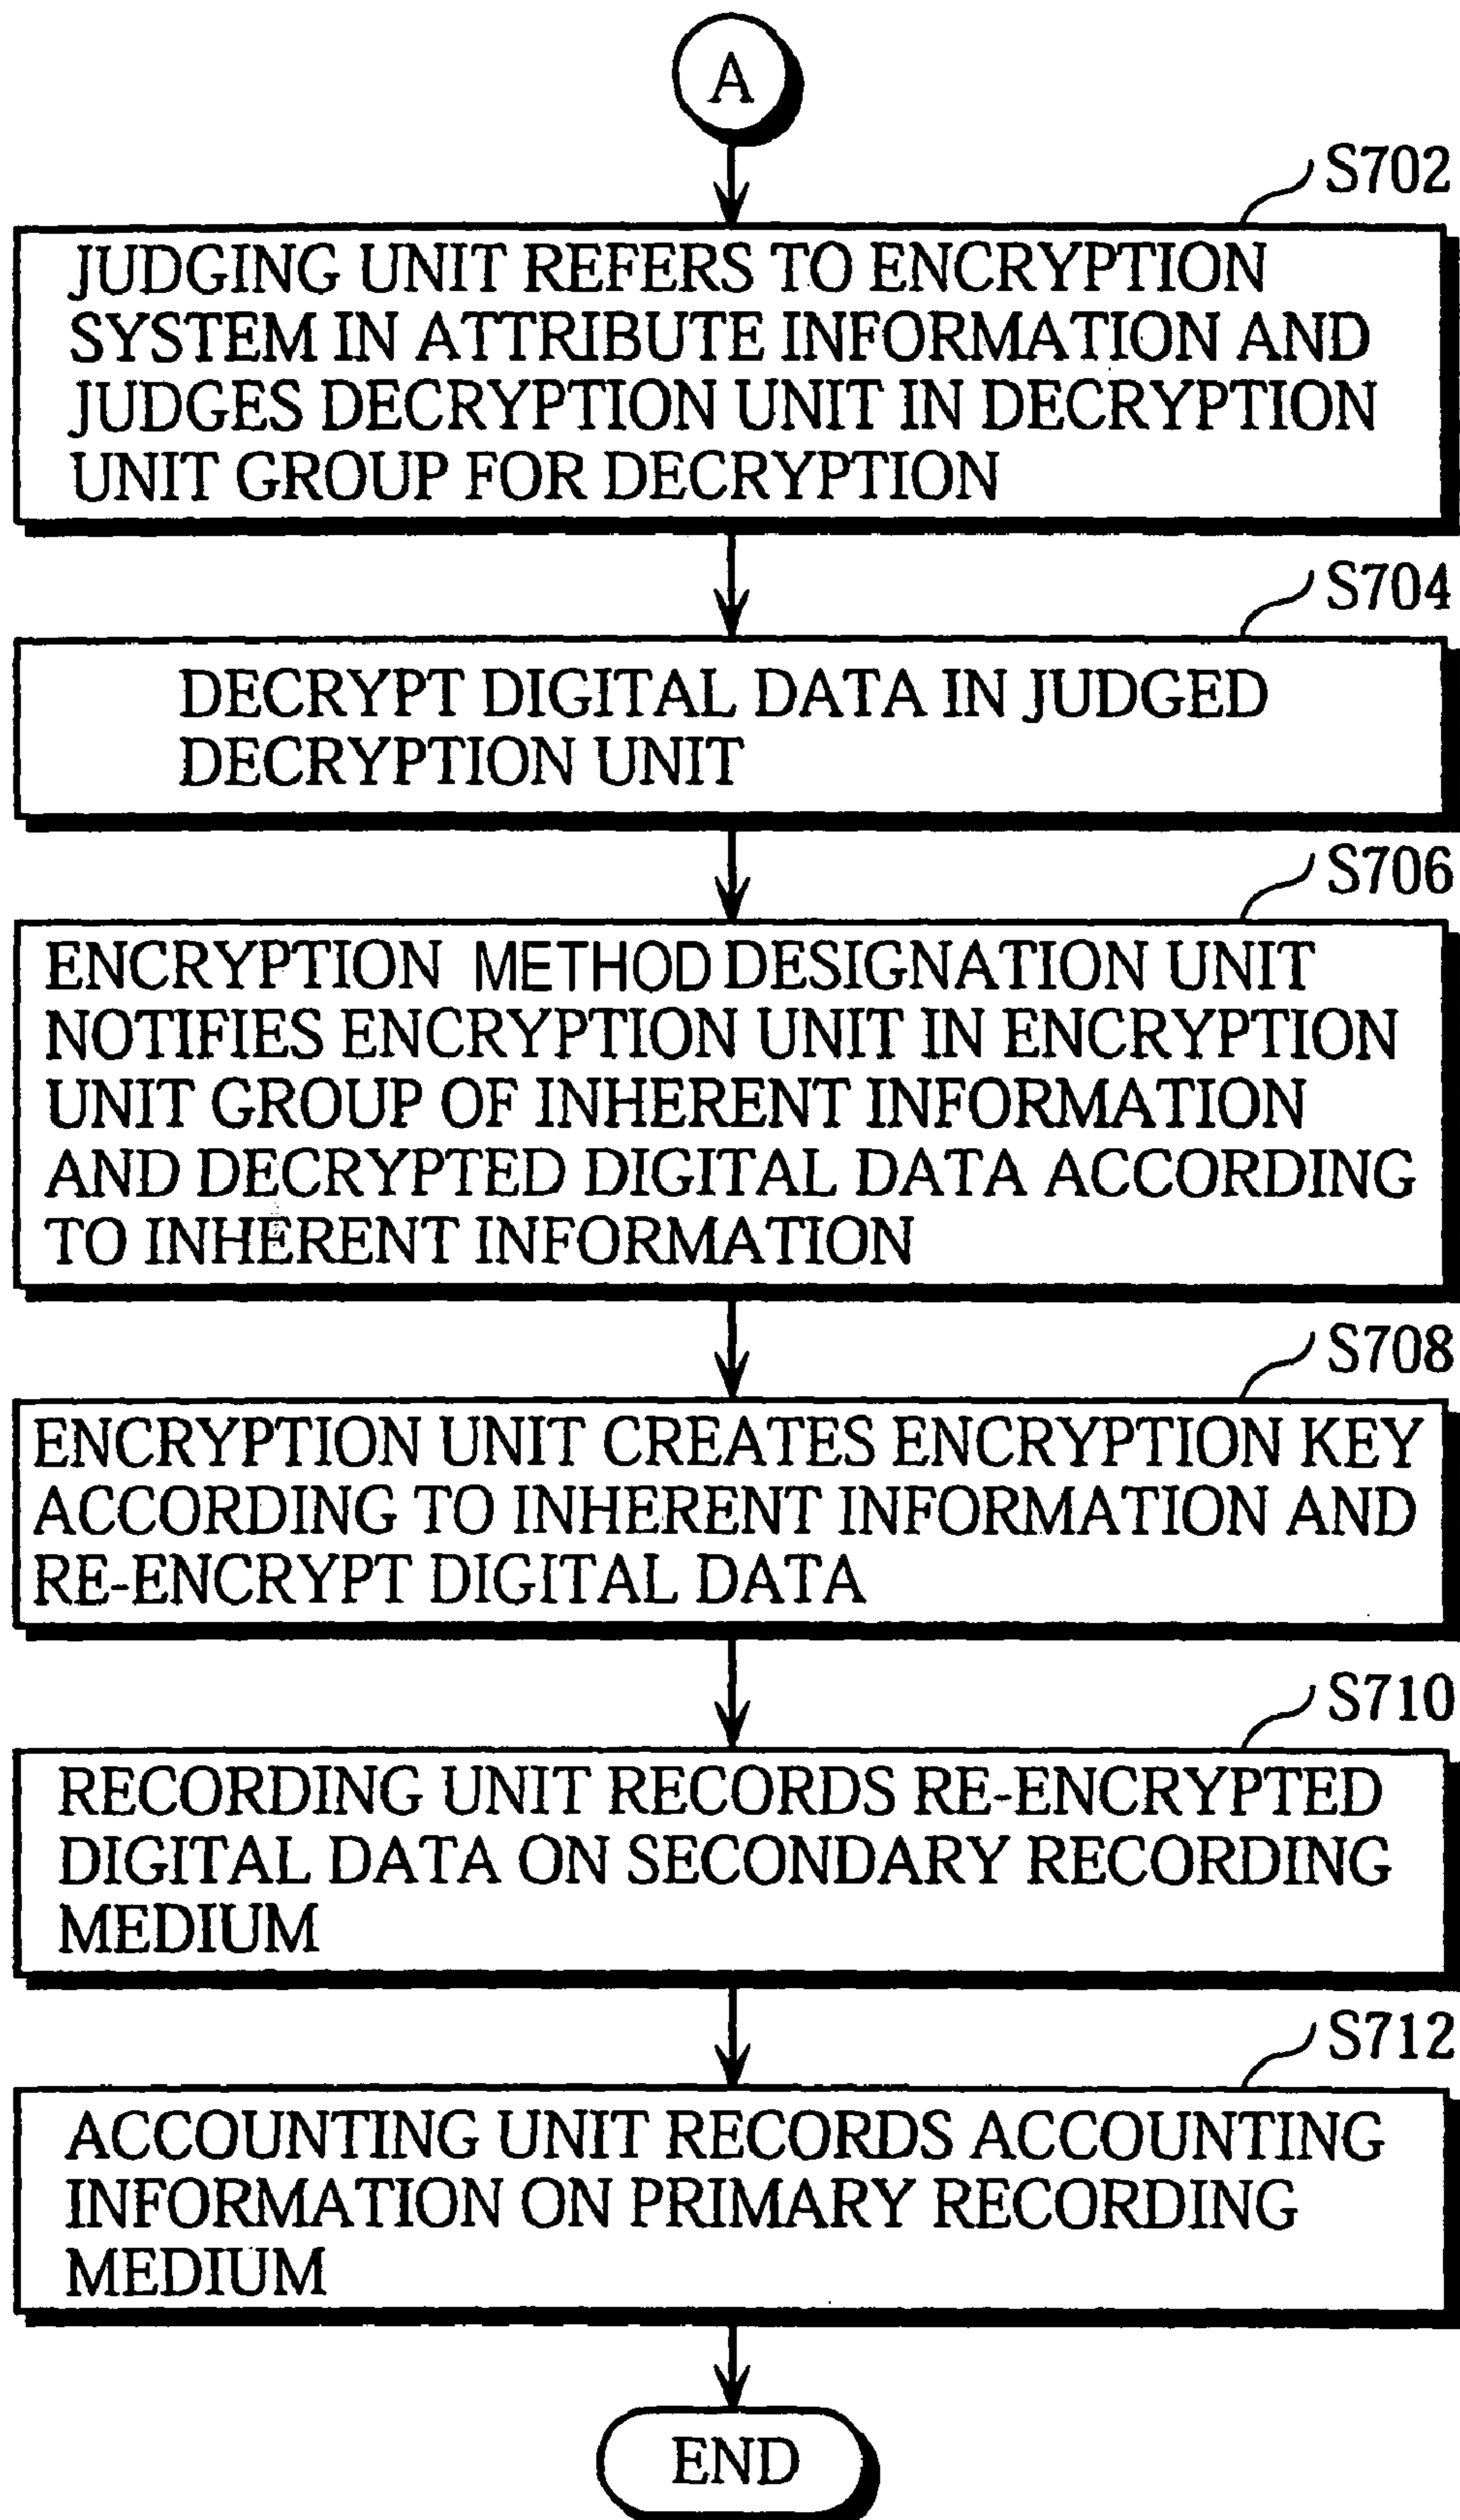 A
S702
JUDGING UNIT REFERS TO ENCRYPTION
SYSTEM IN ATTRIBUTE INFORMATION AND
JUDGES DECRYPTION UNIT IN DECRYPTION
UNIT GROUP FOR DECRYPTION
S704
DECRYPT DIGITAL DATA IN JUDGED
DECRYPTION UNIT
S706
ENCRYPTION METHOD DESIGNATION UNIT
NOTIFIES ENCRYPTION UNIT IN ENCRYPTION
UNIT GROUP OF INHERENT INFORMATION
AND DECRYPTED DIGITAL DATA ACCORDING
TO INHERENT INFORMATION
S708
ENCRYPTION UNIT CREATES ENCRYPTION KEY
ACCORDING TO INHERENT INFORMATION AND
RE-ENCRYPT DIGITAL DATA
S710
RECORDING UNIT RECORDS RE-ENCRYPTED
DIGITAL DATA ON SECONDARY RECORDING
MEDIUM
S712
ACCOUNTING UNIT RECORDS ACCOUNTING
INFORMATION ON PRIMARY RECORDING
MEDIUM
END